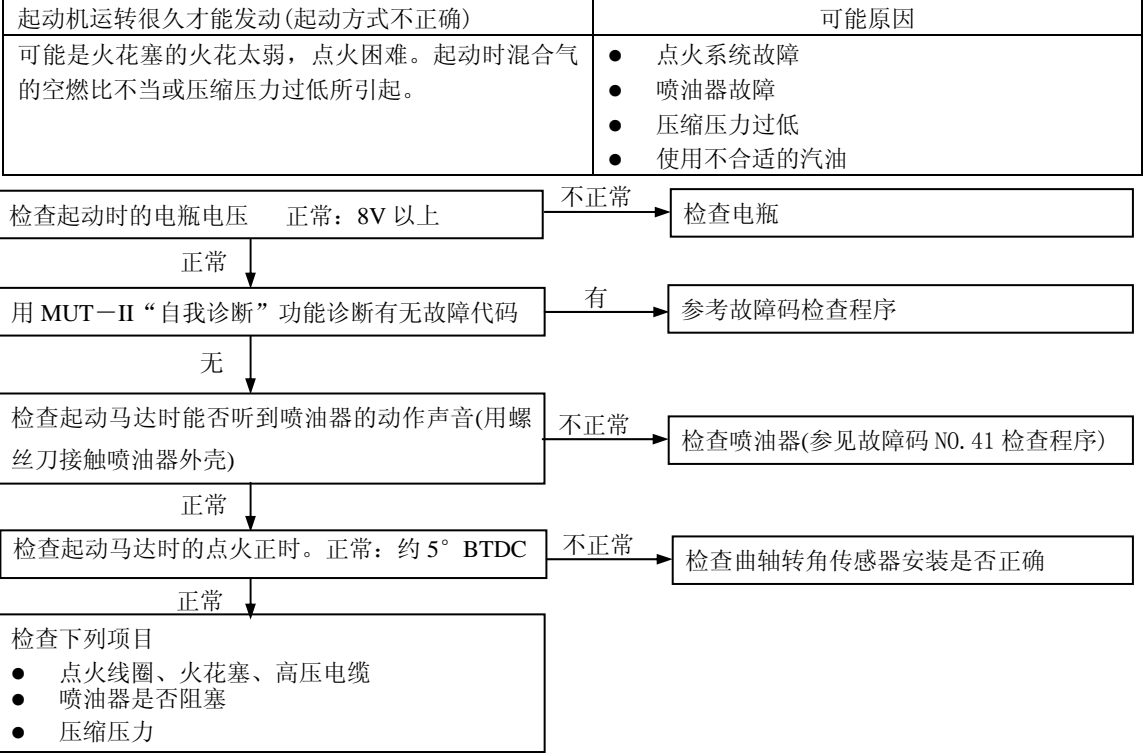 起动机运转很久才能发动(起动方式不正确)
可能原因
可能是火花塞的火花太弱，点火困难。起动时混合气
的空燃比不当或压缩压力过低所引起。
● 点火系统故障
● 喷油器故障
● 压缩压力过低
● 使用不合适的汽油
检查起动时的电瓶电压 正常：8V 以上
不正常
检查电瓶
正常
用 MUT－II“自我诊断”功能诊断有无故障代码
有
参考故障码检查程序
无
检查起动马达时能否听到喷油器的动作声音(用螺
丝刀接触喷油器外壳)
不正常
检查喷油器(参见故障码 NO.41 检查程序)
正常
检查起动马达时的点火正时。正常：约 5°BTDC
不正常
检查曲轴转角传感器安装是否正确
正常
检查下列项目
● 点火线圈、火花塞、高压电缆
● 喷油器是否阻塞
● 压缩压力